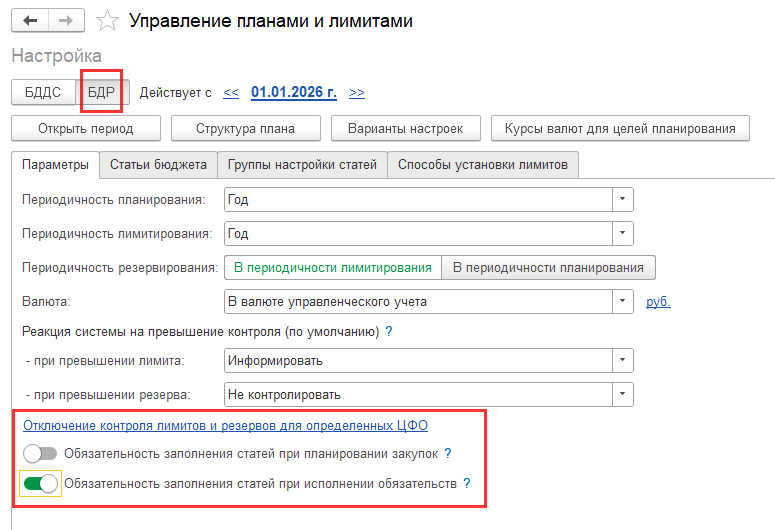 Управление планами и лимитами
Настройка
БДДС БДР Действует с << 01.01.2026 г. >>
Открыть период Структура плана Варианты настроек Курсы валют для целей планирования
Параметры Статьи бюджета Группы настройки статей Способы установки лимитов
Периодичность планирования: Год
Периодичность лимитирования: Год
Периодичность резервирования: В периодичности лимитирования В периодичности планирования
Валюта: В валюте управленческого учета руб.
Реакция системы на превышение контроля (по умолчанию) ?
- при превышении лимита: Информировать
- при превышении резерва: Не контролировать
Отключение контроля лимитов и резервов для определенных ЦФО
Обязательность заполнения статей при планировании закупок ?
Обязательность заполнения статей при исполнении обязательств ?